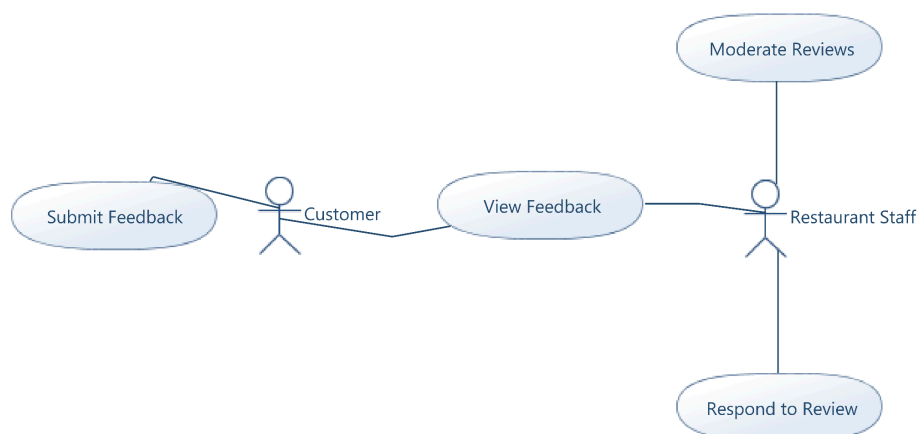 Moderate Reviews
Submit Feedback
Customer
View Feedback
Restaurant Staff
Respond to Review